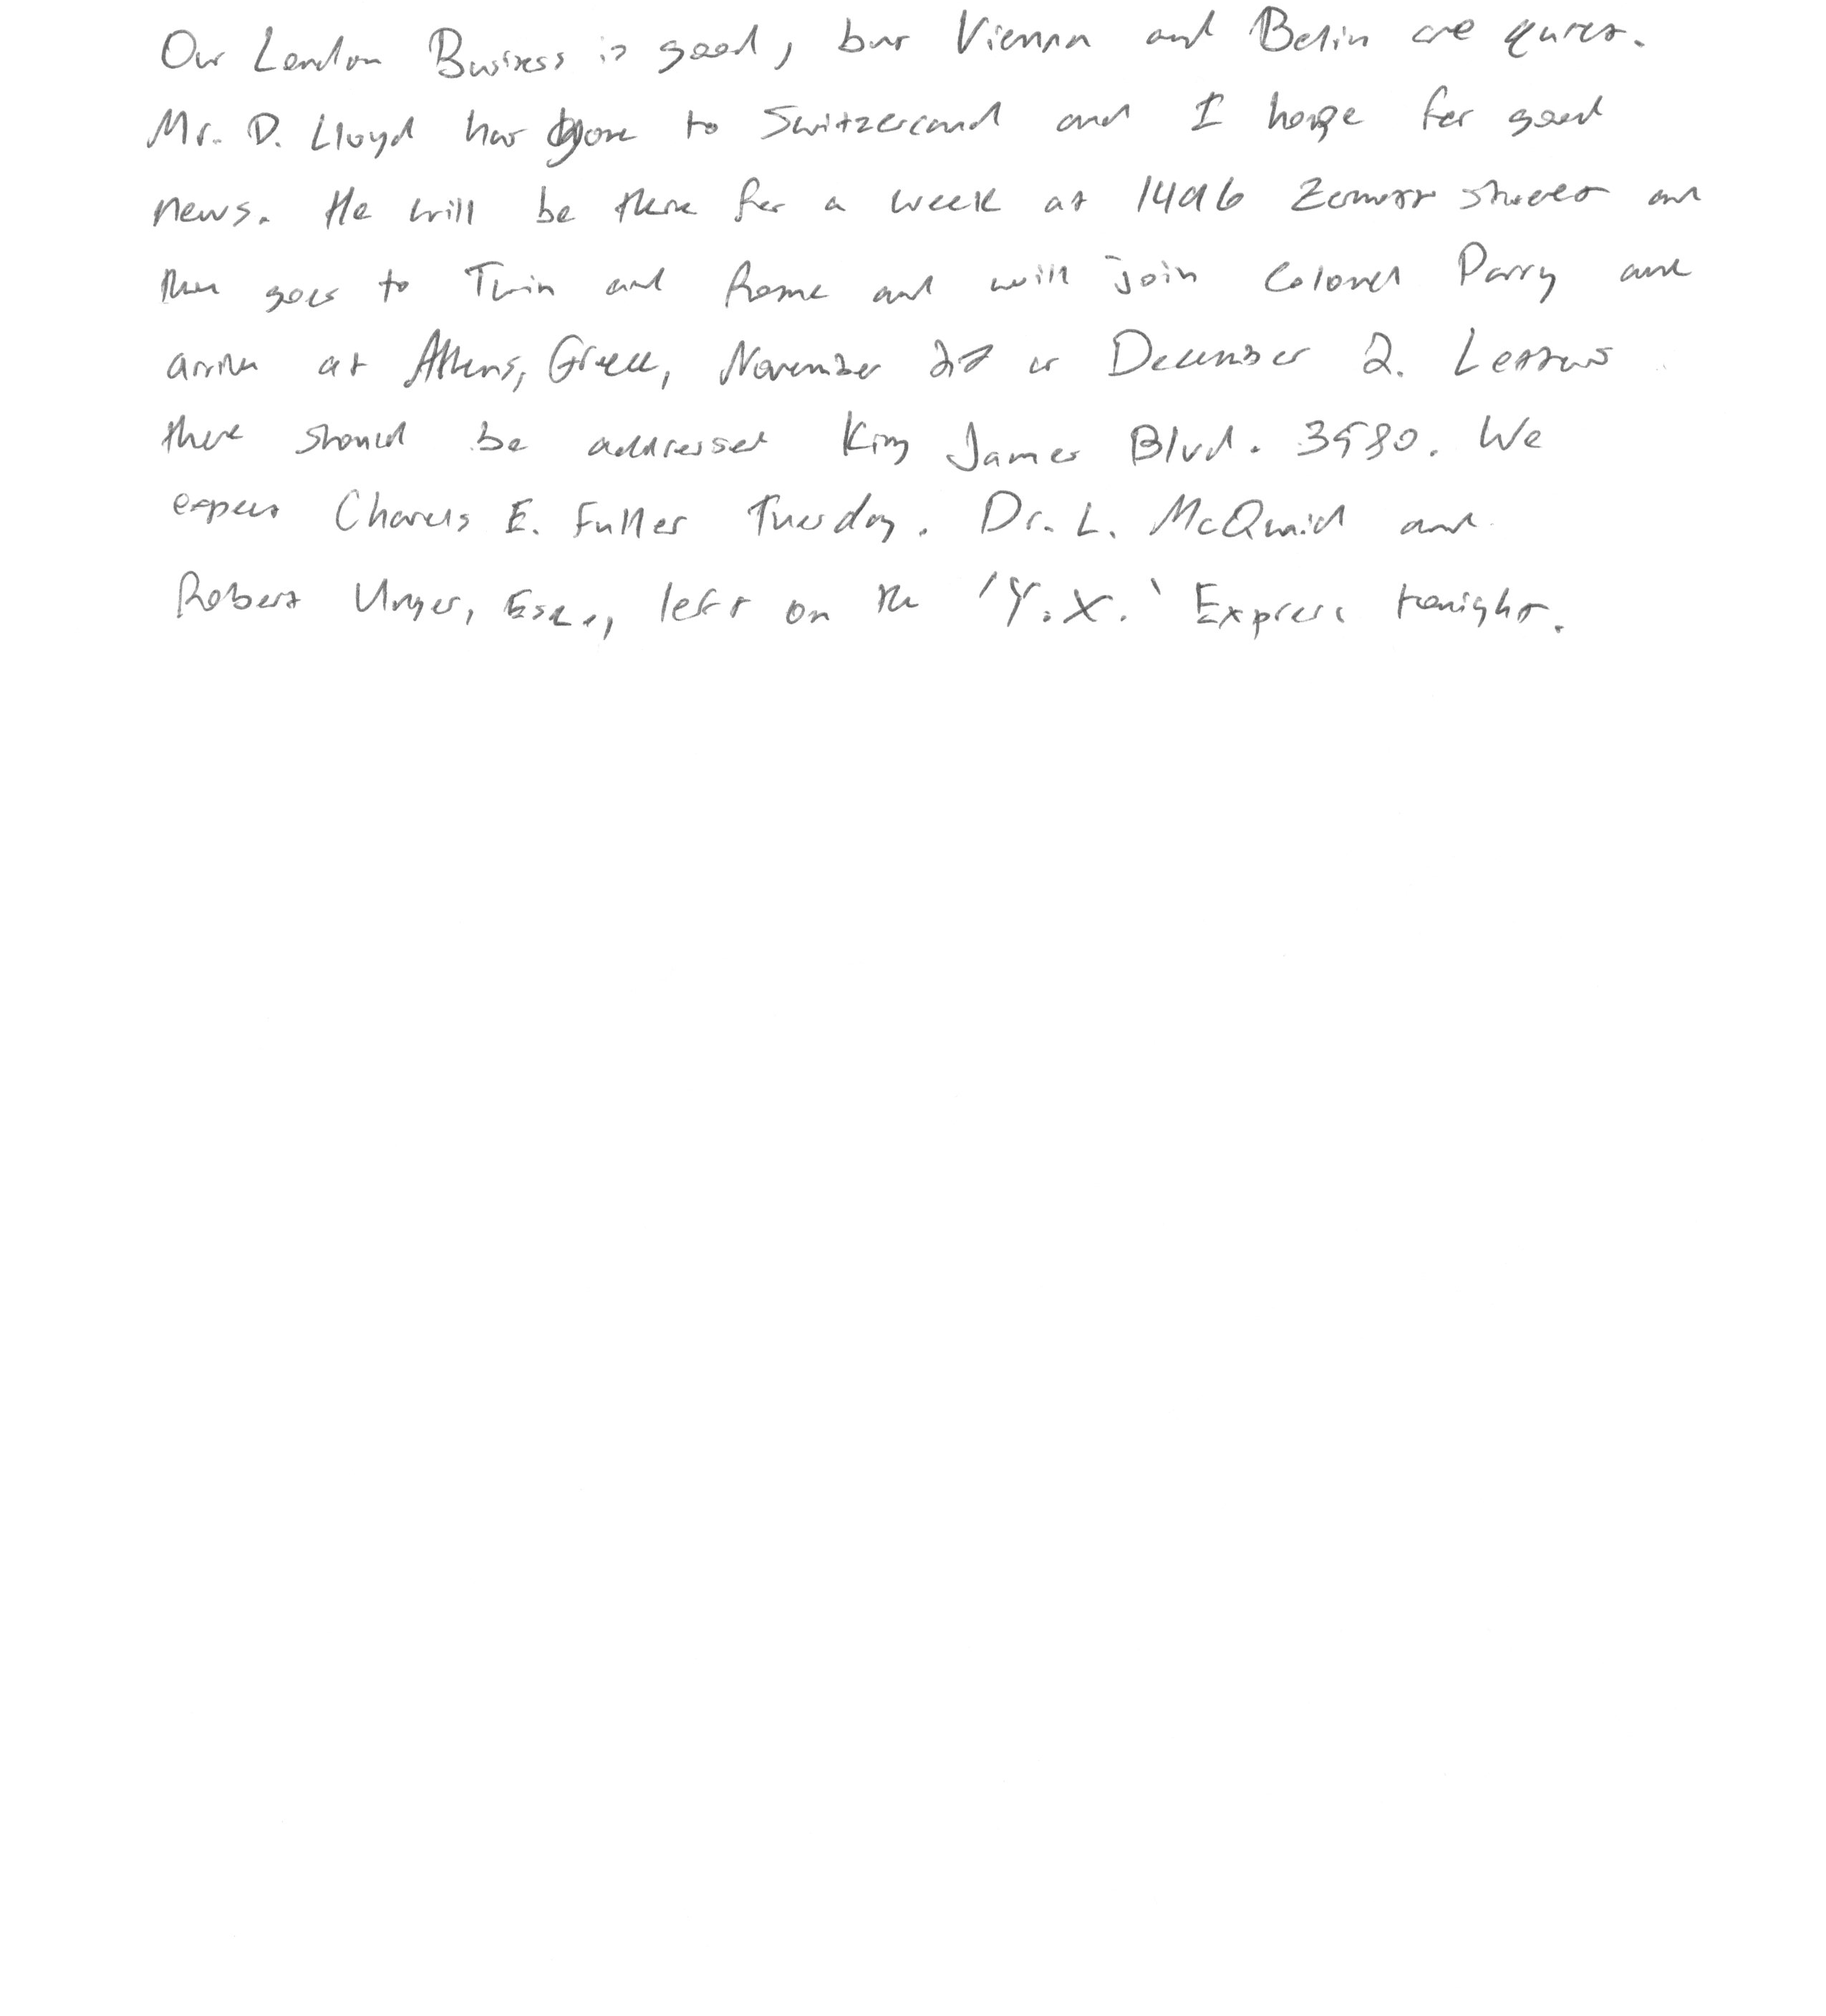 Our London Business is good, but Vienna and Berlin are quiet.
Mr. D. Lloyd has gone to Switzerland and I hope for good
news. He will be there for a week at 1496 Zermott Street and
then goes to Turin and Rome and will join Colonel Parry and
arrive at Athens, Greece, November 27 or December 2. Letters
there should be addressed King James Blvd. 3580. We
expect Charles E. Fuller Tuesday. Dr. L. McQuaid and
Robert Unger, Esq., left on the 'Y.X.' Express tonight.